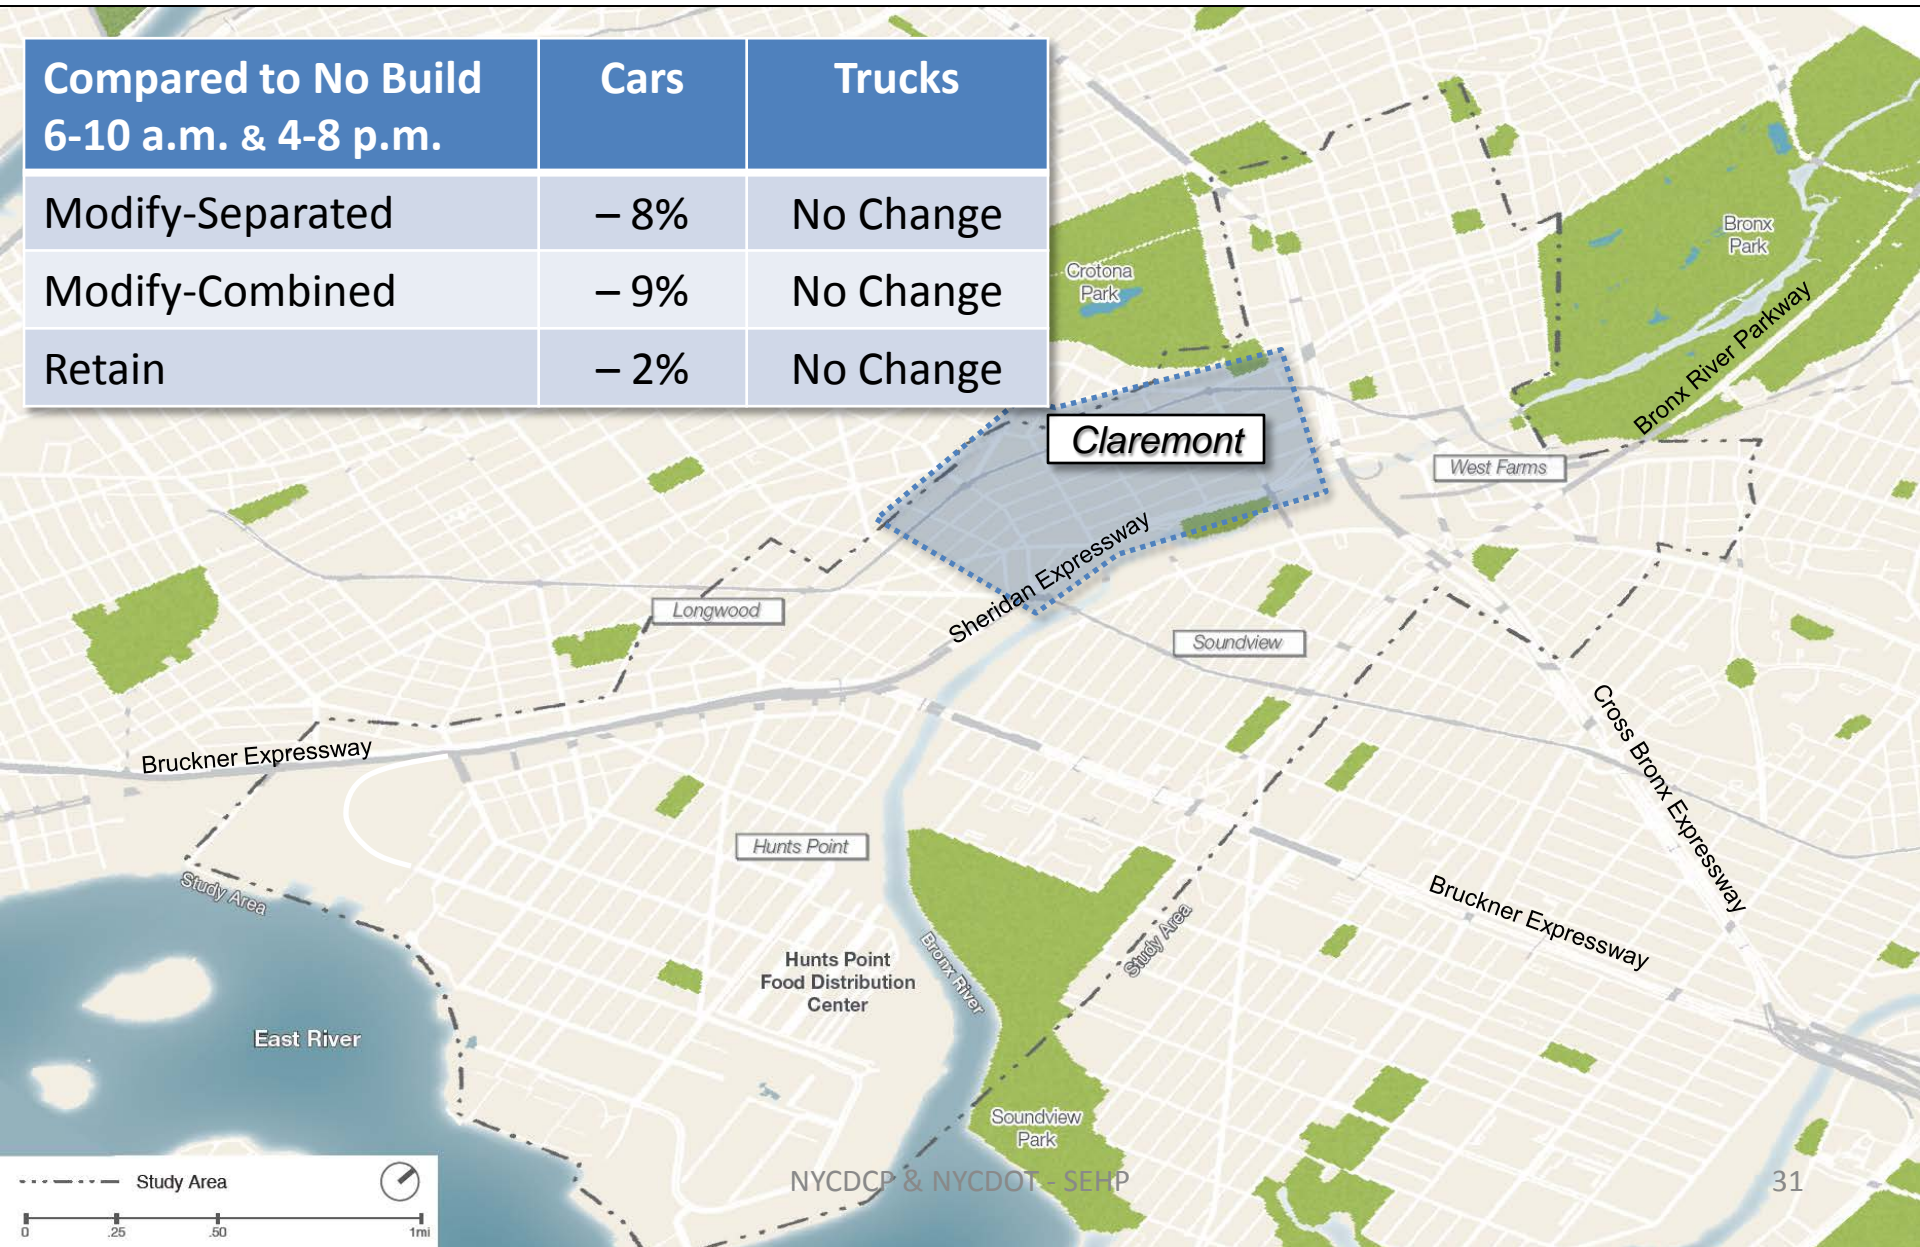 Compared to No Build Cars Trucks
6-10 a.m. & 4-8 p.m.
Modify-Separated – 8% No Change
Modify-Combined – 9% No Change
Retain – 2% No Change
Crotona
Park
Bronx
Park
Bronx River Parkway
Claremont
West Farms
Sheridan Expressway
Longwood
Soundview
Bruckner Expressway
Cross Bronx Expressway
Hunts Point
Study Area
Bruckner Expressway
Study Area
Bronx River
Hunts Point
Food Distribution
Center
East River
Soundview
Park
Study Area
NYCDCP & NYCDOT - SEHP
31
0 .25 .50 1mi